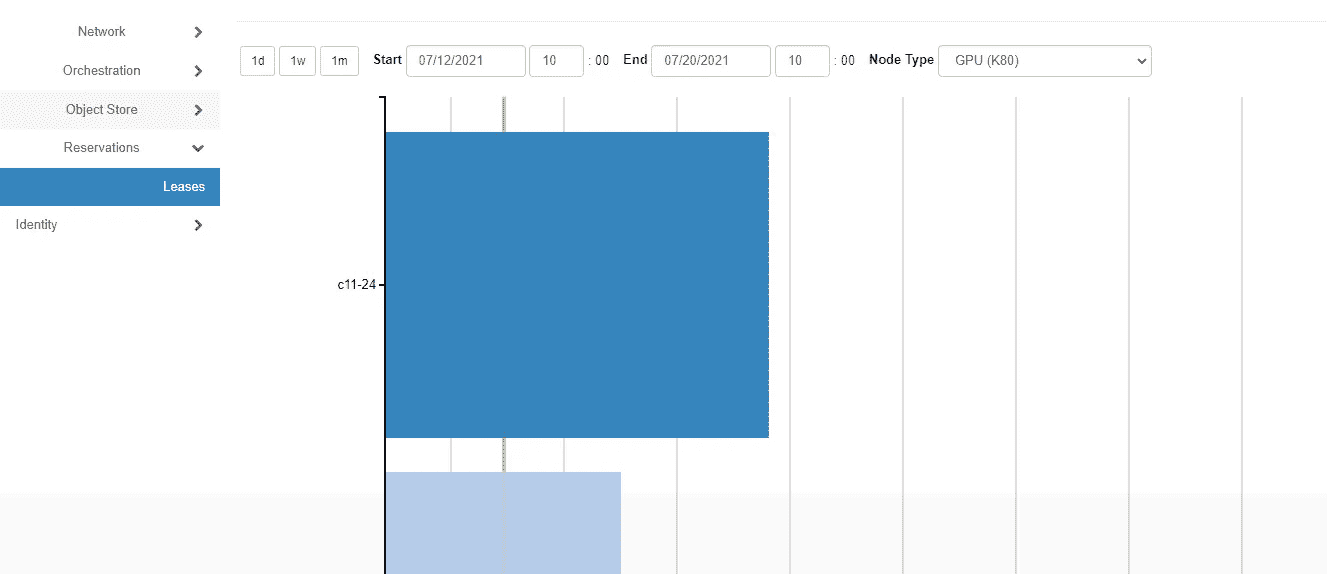 Network
Orchestration
Object Store
Reservations
Leases
Identity
1d 1w 1m Start 07/12/2021 10 : 00 End 07/20/2021 10 : 00 Node Type GPU (K80)
c11-24